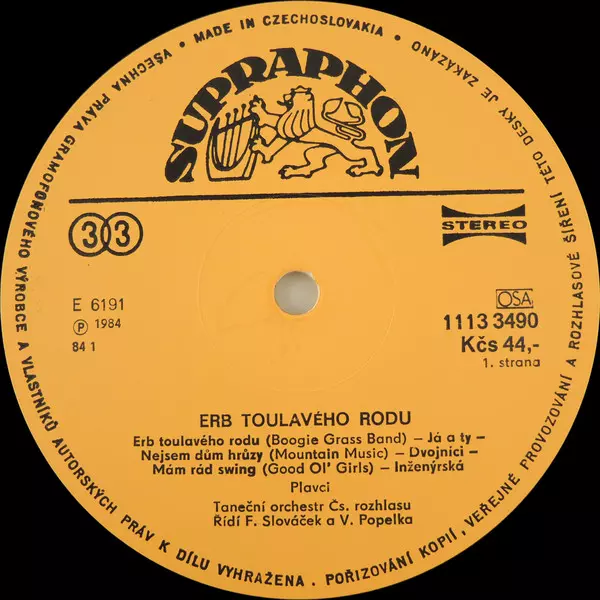 VŠECHNA PRÁVA GRAMOFONOVÉHO VÝROBCE A VLASTNÍKŮ AUTORSKÝCH PRÁV K DÍLU VYHRAŽENA. POŘIZOVÁNÍ KOPIÍ, VEŘEJNÉ PROVOZOVÁNÍ A ROZHLASOVÉ ŠÍŘENÍ TÉTO DESKY JE ZAKÁZÁNO • MADE IN CZECHOSLOVAKIA •
SUPRAPHON
33
STEREO
E 6191
Ⓟ 1984
84 1
OSA
1113 3490
Kčs 44,-
1. strana
ERB TOULAVÉHO RODU
Erb toulavého rodu (Boogie Grass Band) – Já a ty –
Nejsem dům hrůzy (Mountain Music) – Dvojníci –
Mám rád swing (Good Ol' Girls) – Inženýrská
Plavci
Taneční orchestr Čs. rozhlasu
Řídí F. Slováček a V. Popelka